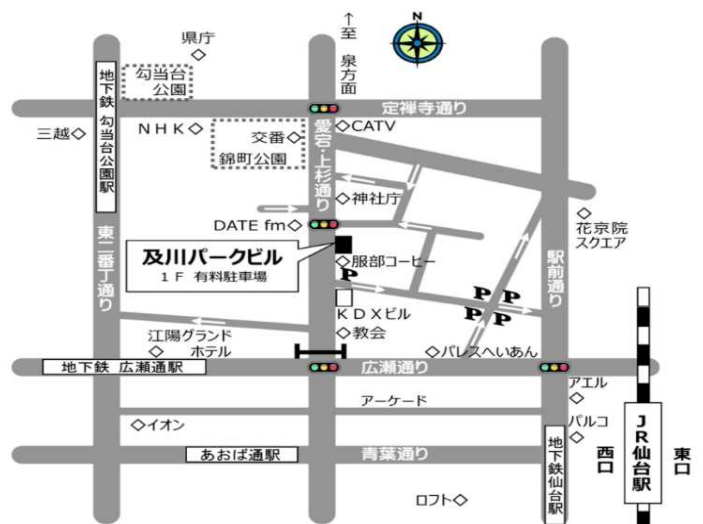 N
↑至 泉方面
県庁
勾当台
公園
地下鉄 勾当台公園駅
定禅寺通り
三越◇
NHK◇
交番◇
錦町公園
◇CATV
愛宕・上杉通り
◇神社庁
DATE fm◇
花京院
スクエア
及川パークビル
1F 有料駐車場
◇服部コーヒー
東二番丁通り
駅前通り
P
P P
P P
KDXビル
◇教会
江陽グランド
ホテル
◇パレスへいあん
地下鉄 広瀬通駅
広瀬通り
アエル
アーケード
パルコ
◇イオン
あおば通駅
青葉通り
地下鉄仙台駅
西口
JR仙台駅
東口
ロフト◇